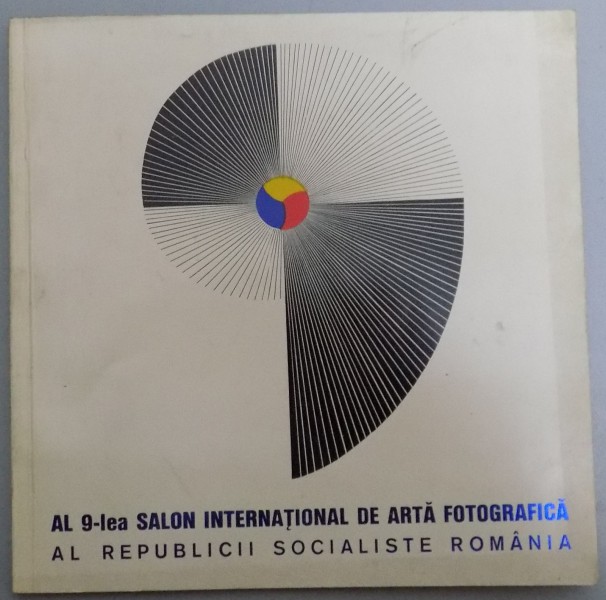 AL 9-lea SALON INTERNAȚIONAL DE ARTĂ FOTOGRAFICĂ
AL REPUBLICII SOCIALISTE ROMÂNIA